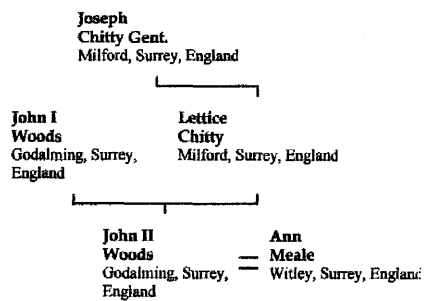 Joseph
Chitty Gent.
Milford, Surrey, England
John I
Woods
Godalming, Surrey,
England
Lettice
Chitty
Milford, Surrey, England
John II
Woods
Godalming, Surrey,
England
=
Ann
Meale
Witley, Surrey, England